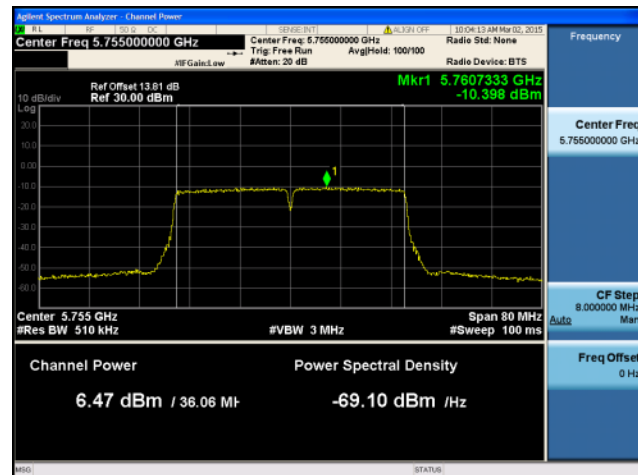 Agilent Spectrum Analyzer - Channel Power
RL RF 50 Ω DC SENSE:INT ALIGN OFF 10:04:13 AM Mar 02, 2015
Center Freq 5.755000000 GHz
Center Freq: 5.755000000 GHz
Radio Std: None
Trig: Free Run Avg|Hold: 100/100
#IFGain:Low #Atten: 20 dB Radio Device: BTS
Ref Offset 13.81 dB
Ref 30.00 dBm
Mkr1 5.7607333 GHz
-10.398 dBm
10 dB/div
Log
20.0
10.0
0.00
-10.0
-20.0
-30.0
-40.0
-50.0
-60.0
1
Center 5.755 GHz Span 80 MHz
#Res BW 510 kHz #VBW 3 MHz #Sweep 100 ms
Channel Power Power Spectral Density
6.47 dBm / 36.06 MH -69.10 dBm /Hz
MSG STATUS
Frequency
Center Freq
5.755000000 GHz
CF Step
8.000000 MHz
Auto Man
Freq Offset
0 Hz